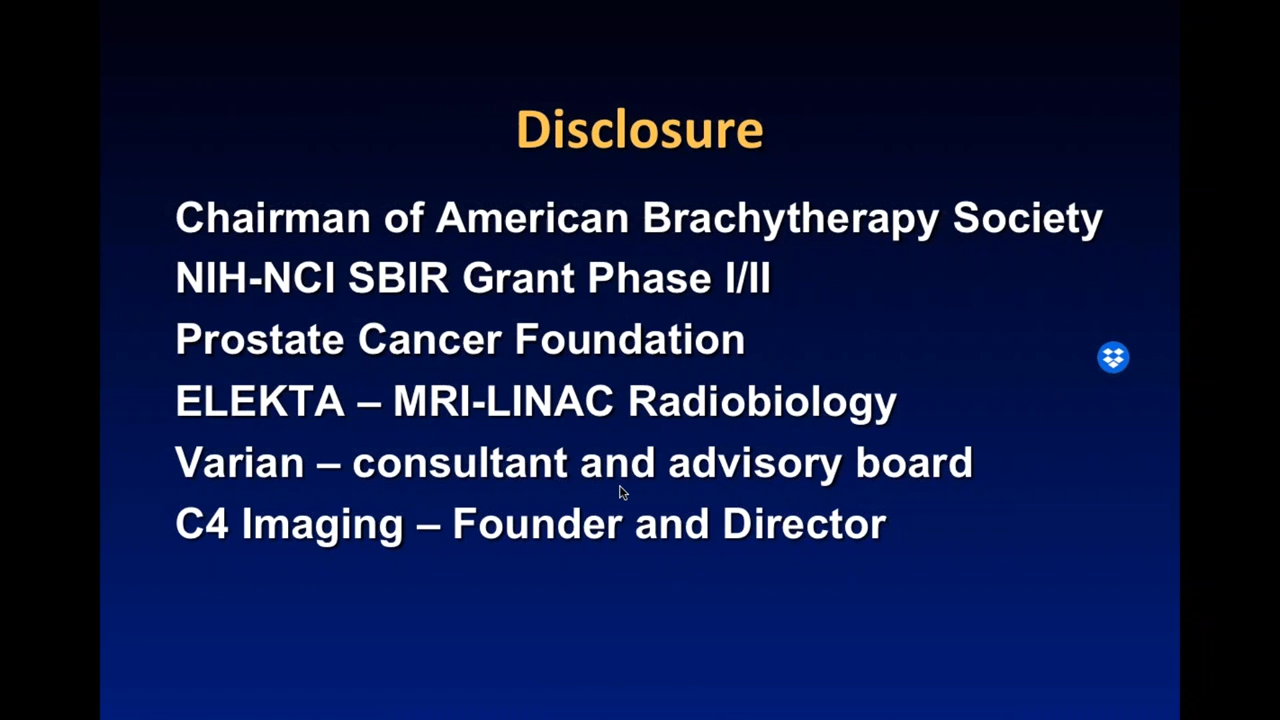 Disclosure
Chairman of American Brachytherapy Society
NIH-NCI SBIR Grant Phase I/II
Prostate Cancer Foundation
ELEKTA – MRI-LINAC Radiobiology
Varian – consultant and advisory board
C4 Imaging – Founder and Director